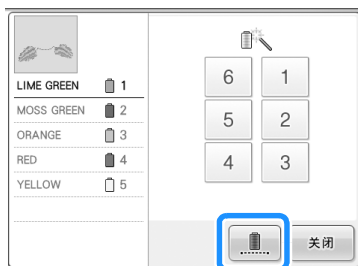 LIME GREEN 1
MOSS GREEN 2
ORANGE 3
RED 4
YELLOW 5
6 1
5 2
4 3
关闭